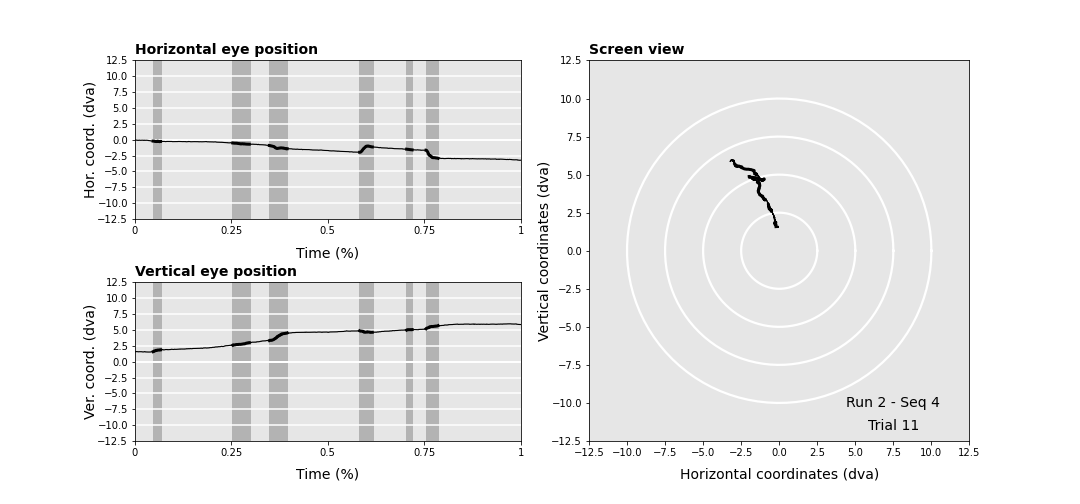 Horizontal eye position
12.5
10.0
7.5
5.0
2.5
0.0
−2.5
−5.0
−7.5
−10.0
−12.5
Hor. coord. (dva)
0 0.25 0.5 0.75 1
Time (%)
Vertical eye position
12.5
10.0
7.5
5.0
2.5
0.0
−2.5
−5.0
−7.5
−10.0
−12.5
Ver. coord. (dva)
0 0.25 0.5 0.75 1
Time (%)
Screen view
12.5
10.0
7.5
5.0
2.5
0.0
−2.5
−5.0
−7.5
−10.0
−12.5
Vertical coordinates (dva)
Run 2 - Seq 4
Trial 11
−12.5 −10.0 −7.5 −5.0 −2.5 0.0 2.5 5.0 7.5 10.0 12.5
Horizontal coordinates (dva)